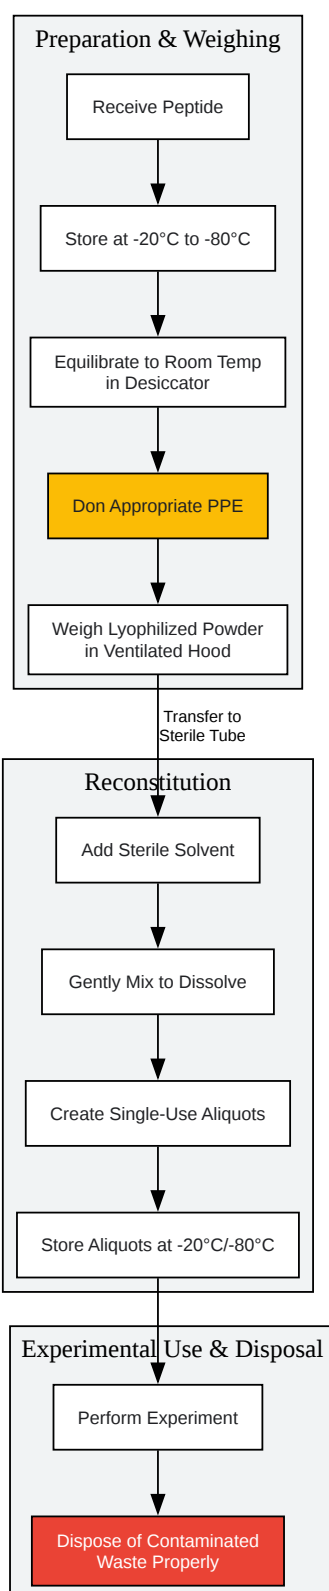 Preparation & Weighing
Receive Peptide
Store at -20°C to -80°C
Equilibrate to Room Temp
in Desiccator
Don Appropriate PPE
Weigh Lyophilized Powder
in Ventilated Hood
Transfer to
Sterile Tube
Reconstitution
Add Sterile Solvent
Gently Mix to Dissolve
Create Single-Use Aliquots
Store Aliquots at -20°C/-80°C
Experimental Use & Disposal
Perform Experiment
Dispose of Contaminated
Waste Properly